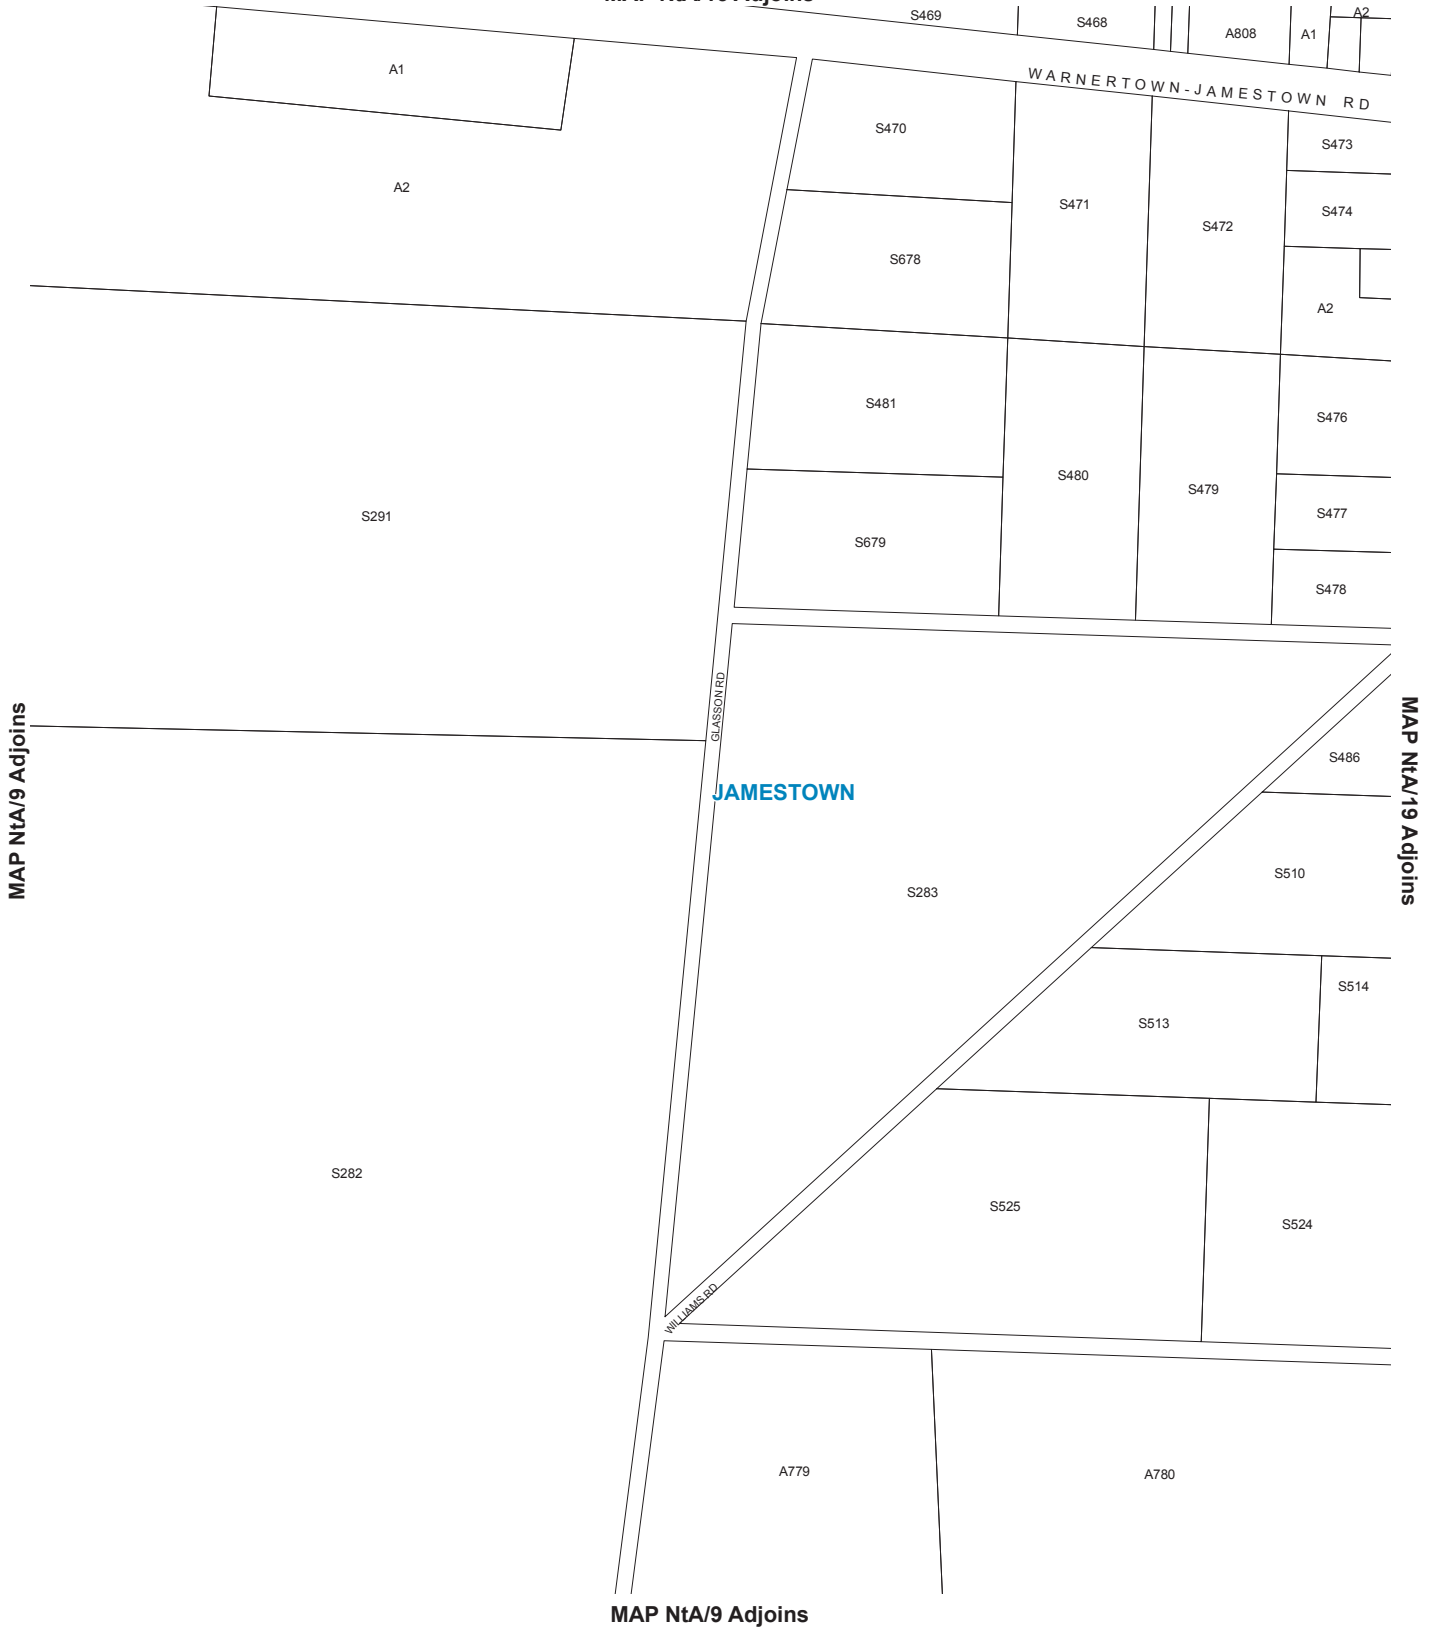 S469
S468
A808
A1
A2
A1
WARNERTOWN-JAMESTOWN RD
S470
S473
A2
S471
S474
S472
S678
A2
S481
S476
S480
S479
S291
S477
S679
S478
GLASSON RD
MAP NtA/9 Adjoins
MAP NtA/19 Adjoins
S486
JAMESTOWN
S510
S283
S514
S513
S282
S525
S524
WILLIAMS RD
A779
A780
MAP NtA/9 Adjoins